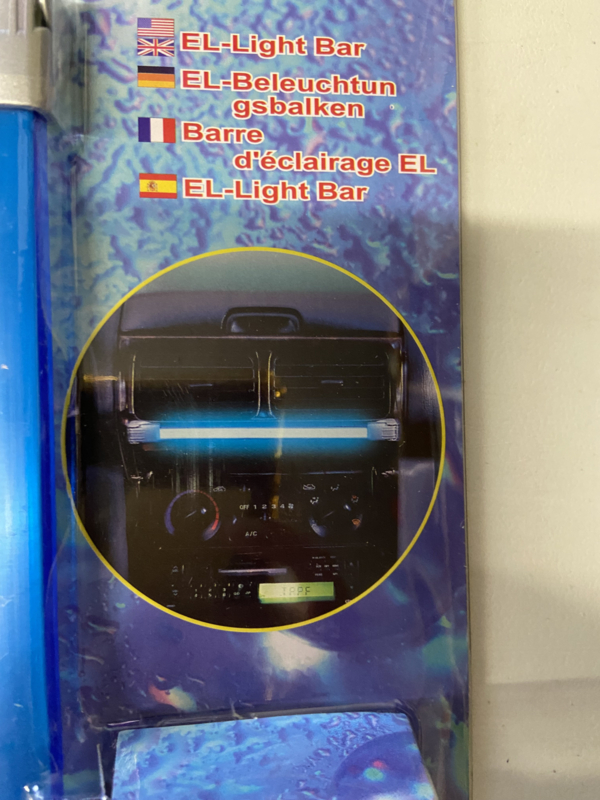 EL-Light Bar
EL-Beleuchtun
gsbalken
Barre
d'éclairage EL
EL-Light Bar
OFF 1 2 3 4
A/C